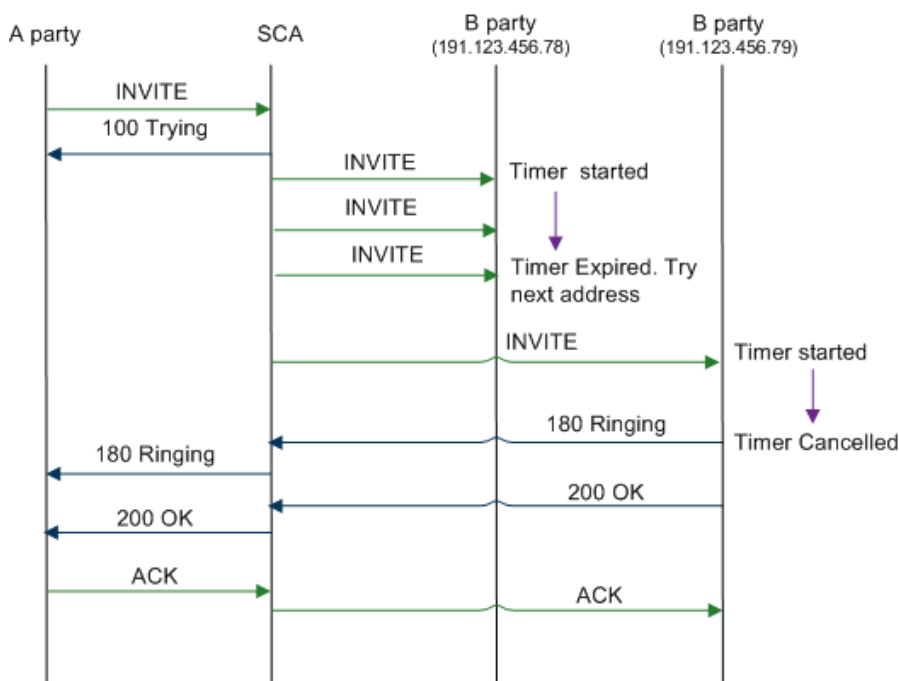 A party
SCA
B party
(191.123.456.78)
B party
(191.123.456.79)
INVITE
100 Trying
INVITE
Timer started
INVITE
INVITE
Timer Expired. Try
next address
INVITE
Timer started
180 Ringing
Timer Cancelled
180 Ringing
200 OK
200 OK
ACK
ACK